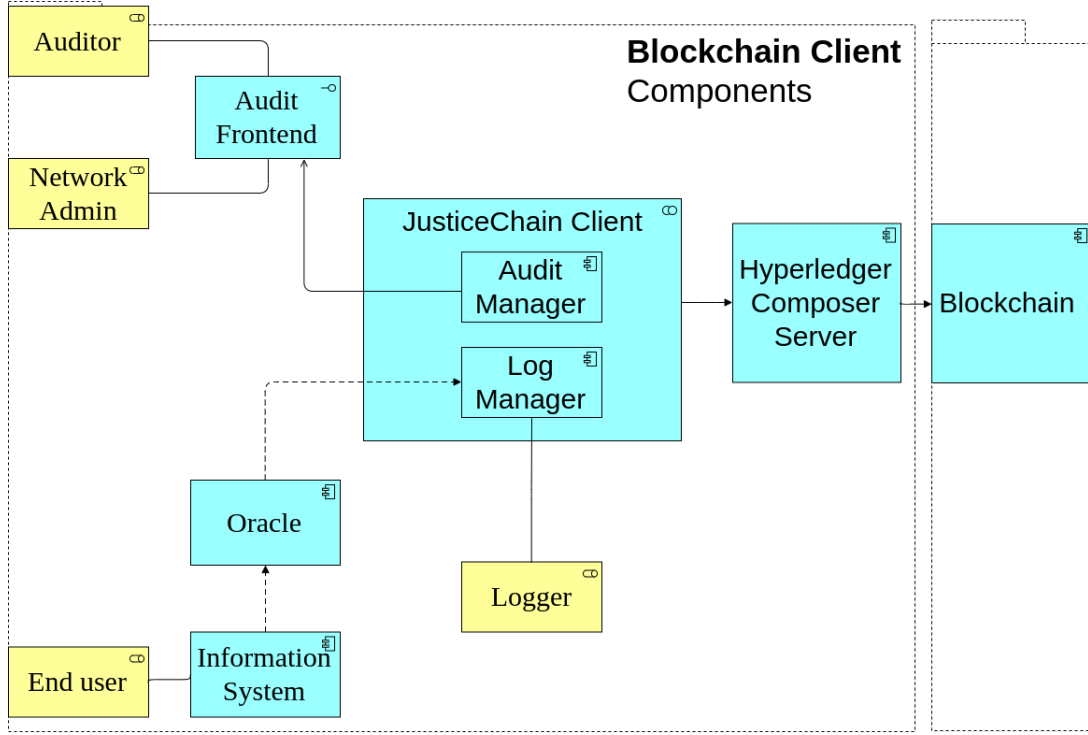 Auditor
Blockchain Client
Components
Audit
Frontend
Network
Admin
JusticeChain Client
Audit
Manager
Log
Manager
Hyperledger
Composer
Server
Blockchain
Oracle
Logger
Information
System
End user